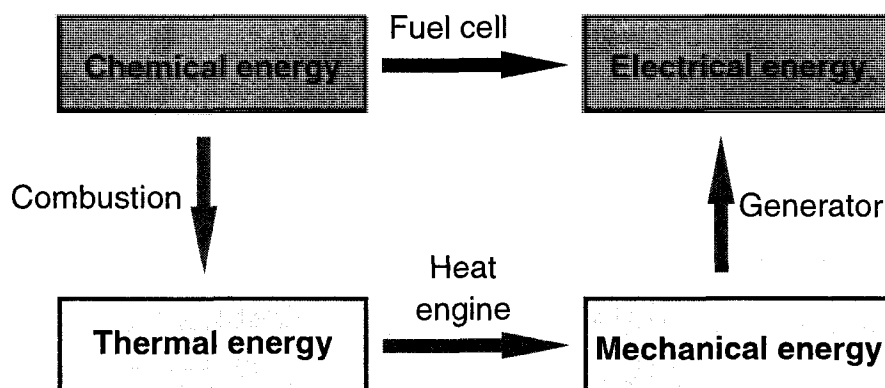 Fuel cell
Chemical energy
Electrical energy
Combustion
Generator
Heat
engine
Thermal energy
Mechanical energy